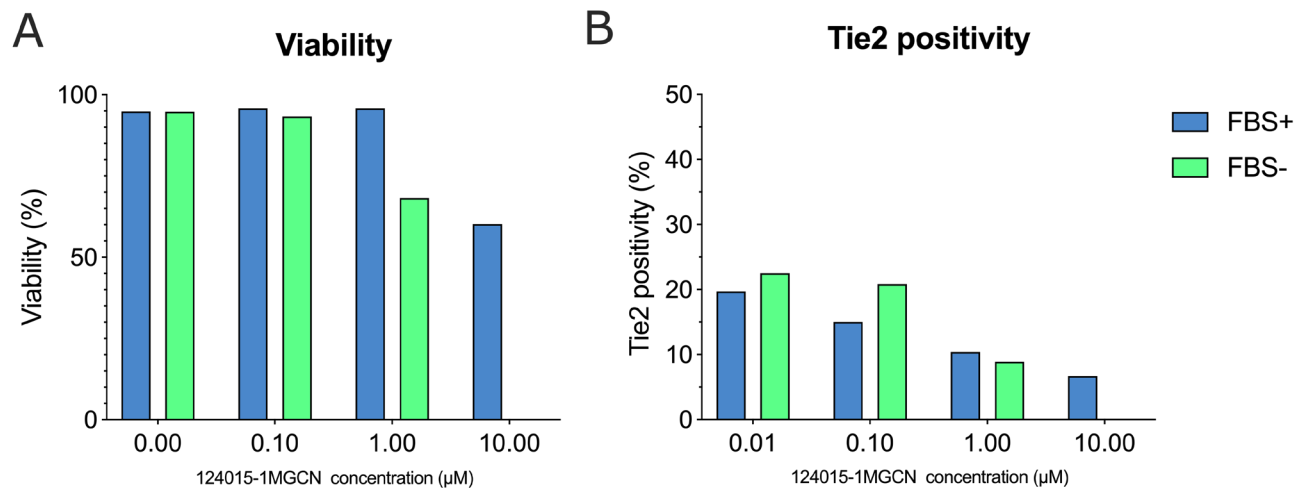 A
Viability
Viability (%)
100
50
0
0.00 0.10 1.00 10.00
124015-1MGCN concentration (µM)
B
Tie2 positivity
Tie2 positivity (%)
50
40
30
20
10
0
0.01 0.10 1.00 10.00
124015-1MGCN concentration (µM)
FBS+
FBS-